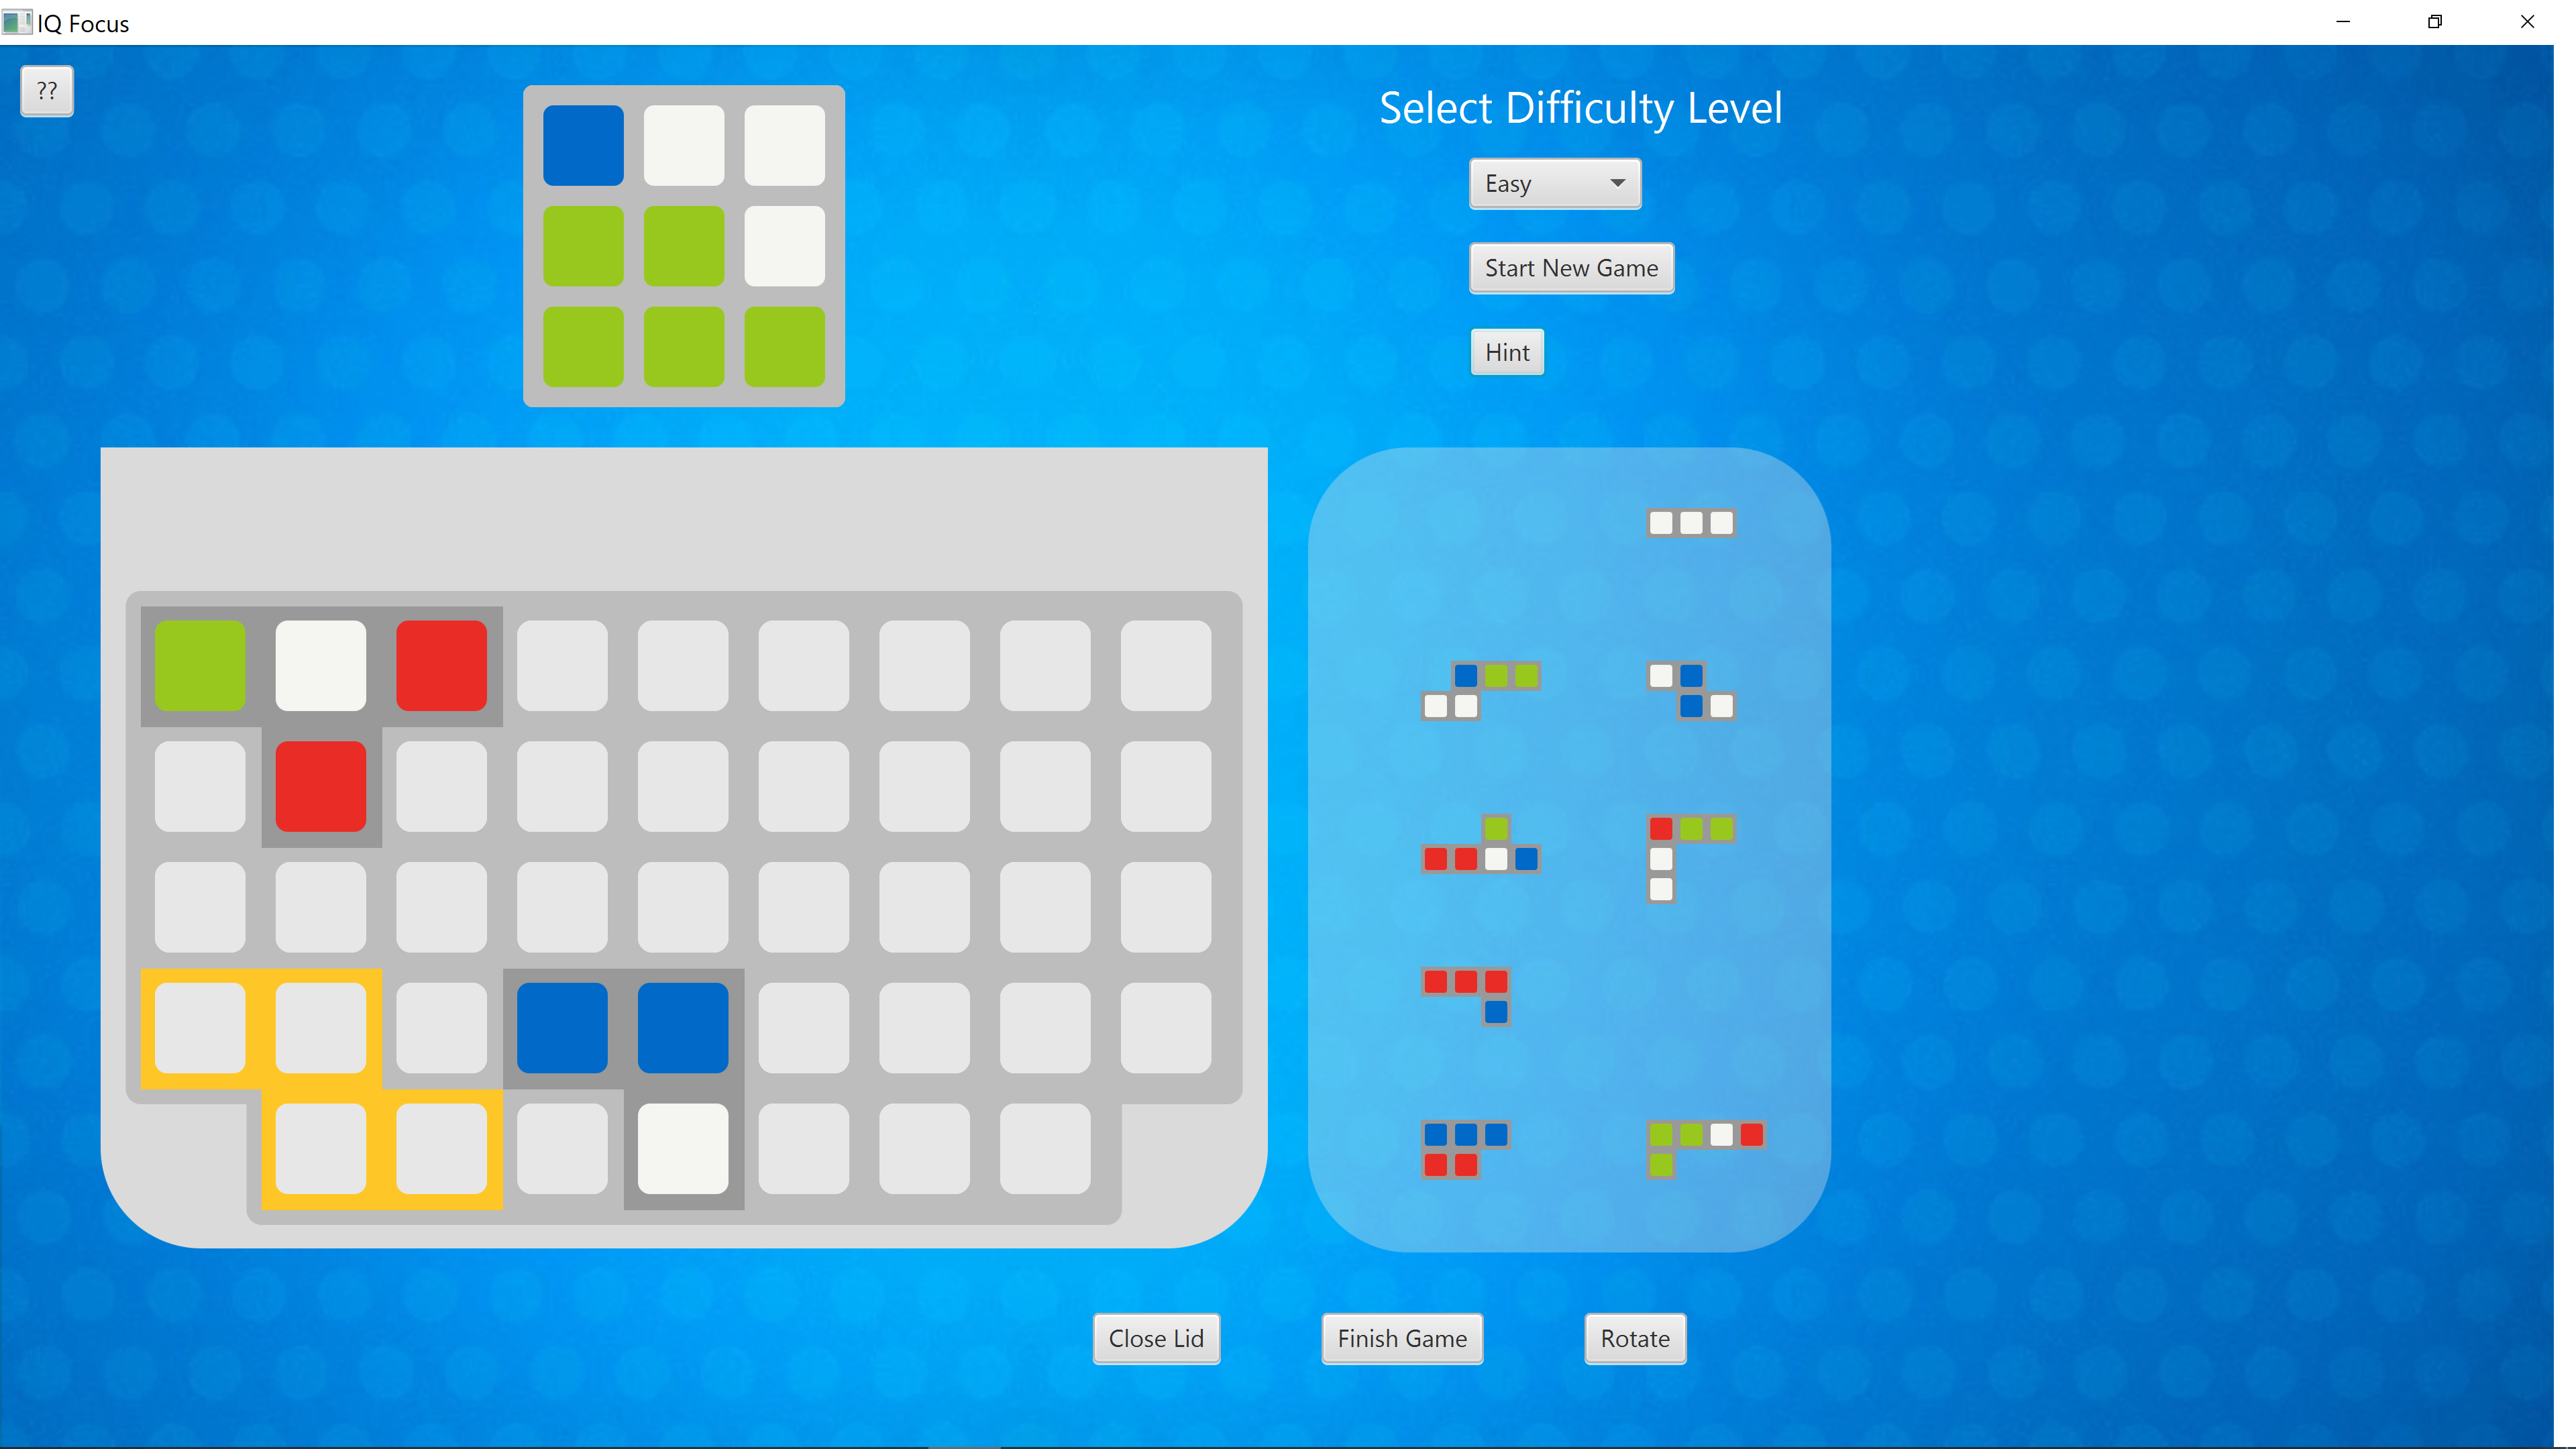 IQ Focus
??
Select Difficulty Level
Easy
Start New Game
Hint
Close Lid
Finish Game
Rotate